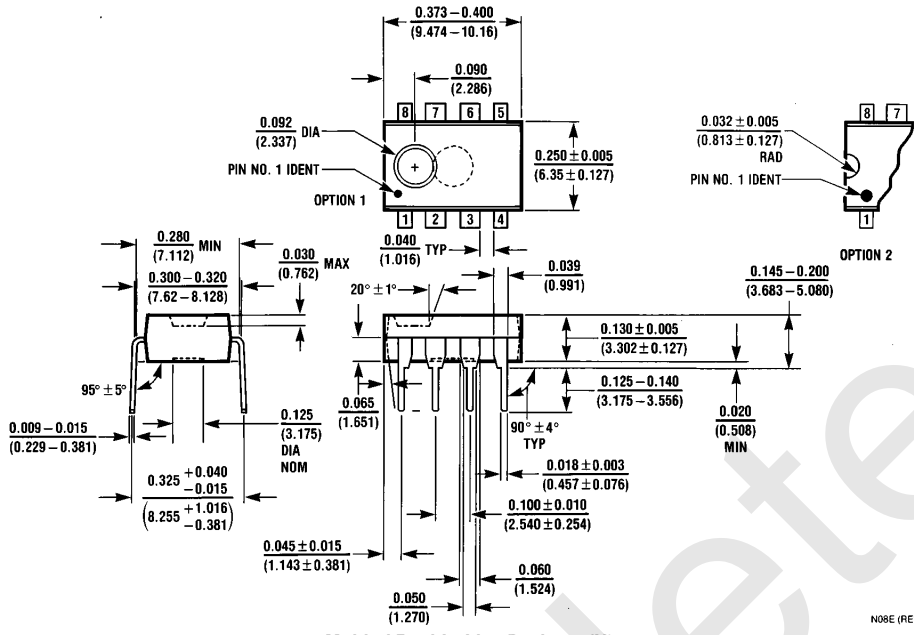 0.373–0.400
(9.474–10.16)
0.090
(2.286)
8 7 6 5
0.092 DIA
(2.337)
PIN NO. 1 IDENT
OPTION 1
1 2 3 4
0.250 ± 0.005
(6.35 ± 0.127)
8 7
0.032 ± 0.005
(0.813 ± 0.127)
RAD
PIN NO. 1 IDENT
1
OPTION 2
0.280 MIN
(7.112)
0.300–0.320
(7.62–8.128)
0.030 MAX
(0.762)
0.040 TYP
(1.016)
20° ± 1°
0.039
(0.991)
0.145–0.200
(3.683–5.080)
0.130 ± 0.005
(3.302 ± 0.127)
0.125–0.140
(3.175–3.556)
0.020
(0.508)
MIN
95° ± 5°
0.009–0.015
(0.229–0.381)
0.125
(3.175)
DIA
NOM
0.065
(1.651)
90° ± 4°
TYP
0.018 ± 0.003
(0.457 ± 0.076)
0.325 +0.040
-0.015
(8.255 +1.016
-0.381)
0.100 ± 0.010
(2.540 ± 0.254)
0.045 ± 0.015
(1.143 ± 0.381)
0.060
(1.524)
0.050
(1.270)
N08E (RE
lete